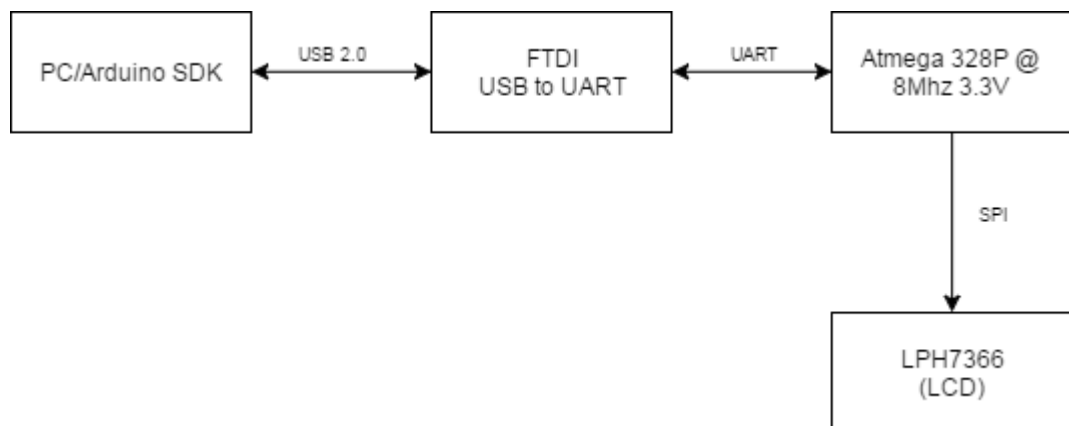 PC/Arduino SDK
USB 2.0
FTDI
USB to UART
UART
Atmega 328P @
8Mhz 3.3V
SPI
LPH7366
(LCD)